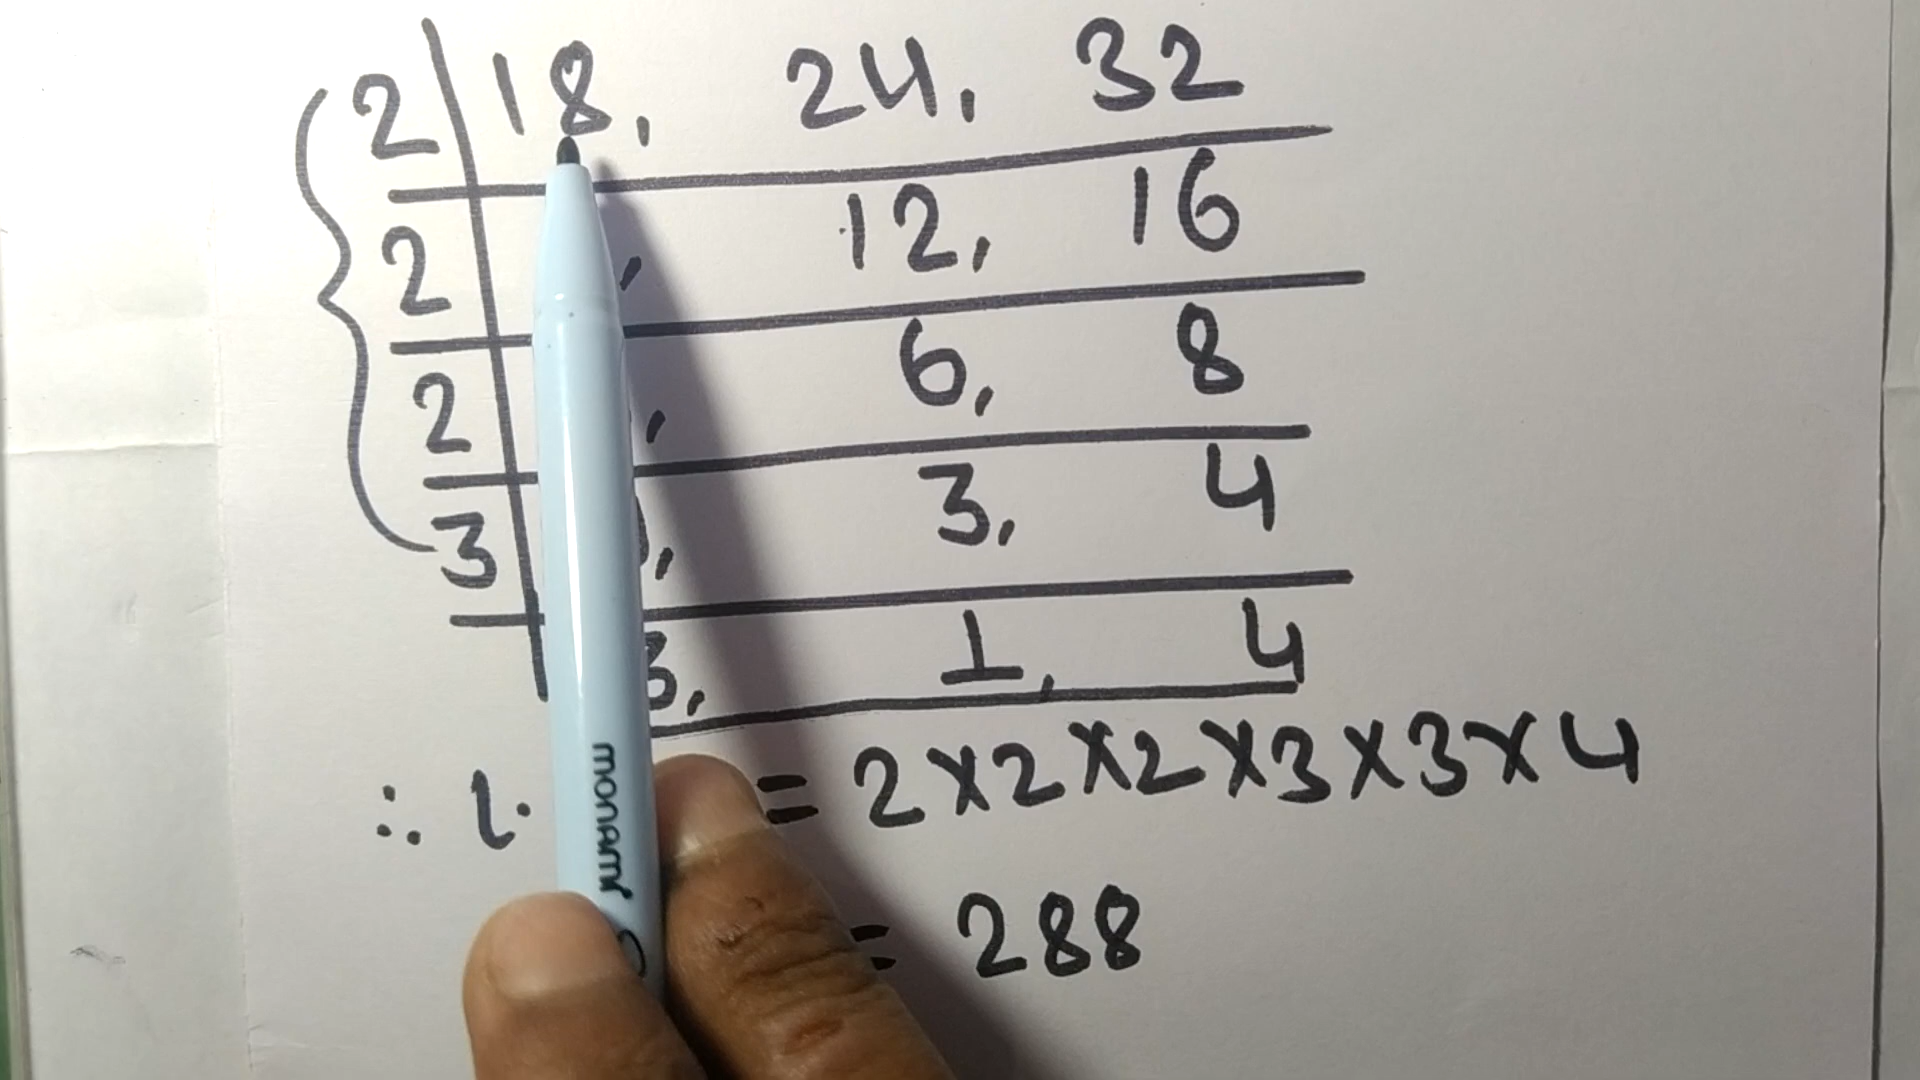 2 18, 24, 32
2 , 12, 16
2 , 6, 8
3 , 3, 4
3, 1, 4
∴ L. = 2×2×2×3×3×4
= 288
monami